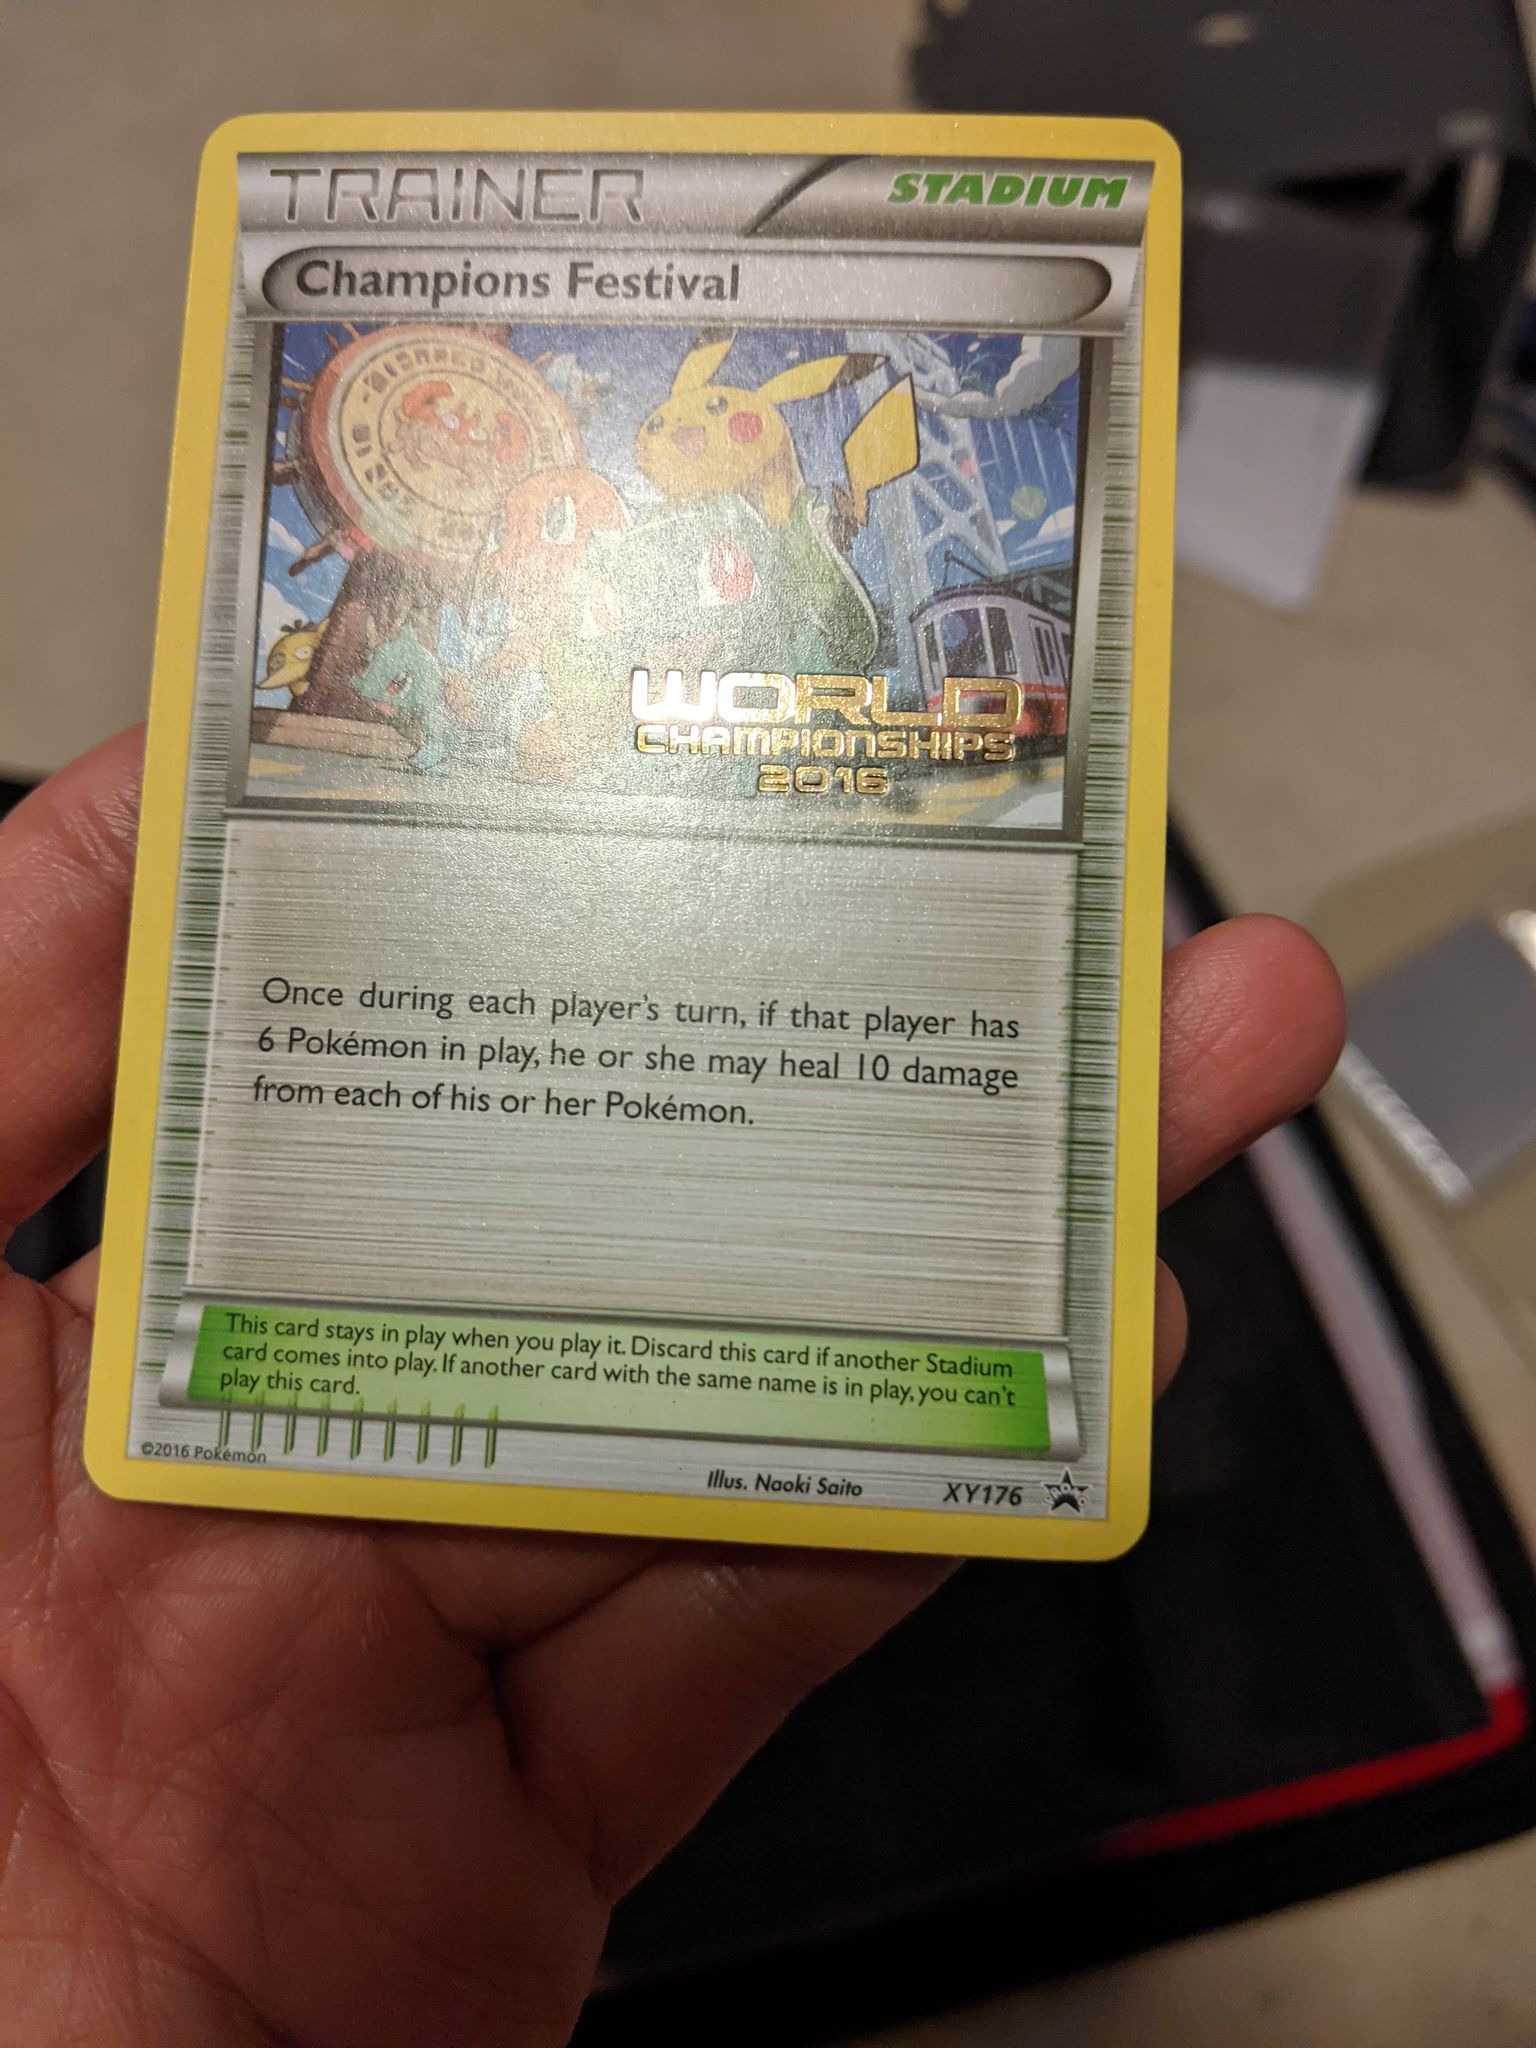 TRAINER
STADIUM
Champions Festival
WORLD
CHAMPIONSHIPS
2016
Once during each player's turn, if that player has
6 Pokémon in play, he or she may heal 10 damage
from each of his or her Pokémon.
This card stays in play when you play it. Discard this card if another Stadium
card comes into play. If another card with the same name is in play, you can't
play this card.
©2016 Pokémon
Illus. Naoki Saito
XY176